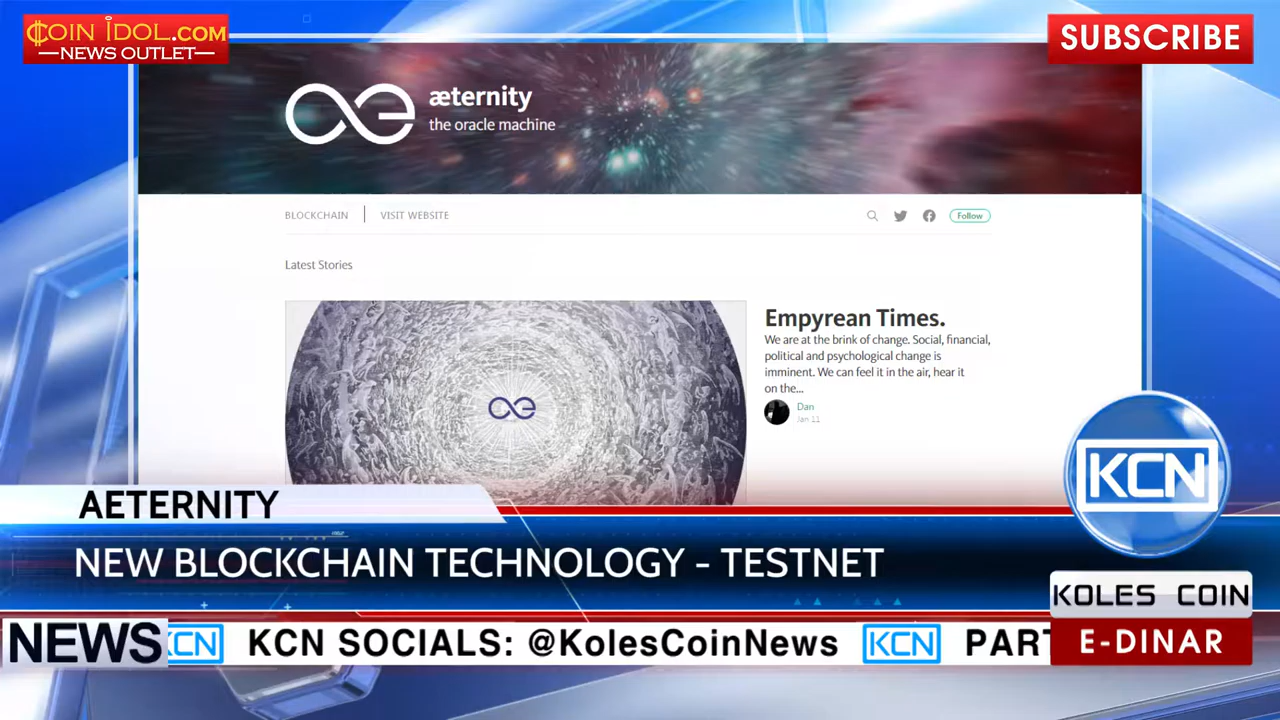 ₵OIN IDOL.COM
NEWS OUTLET
SUBSCRIBE
æternity
the oracle machine
BLOCKCHAIN
VISIT WEBSITE
Follow
Latest Stories
Empyrean Times.
We are at the brink of change. Social, financial,
political and psychological change is
imminent. We can feel it in the air, hear it
on the...
Dan
Jan 11
KCN
AETERNITY
NEW BLOCKCHAIN TECHNOLOGY - TESTNET
KOLES COIN
NEWS
KCN
KCN SOCIALS: @KolesCoinNews
KCN
PART
E-DINAR